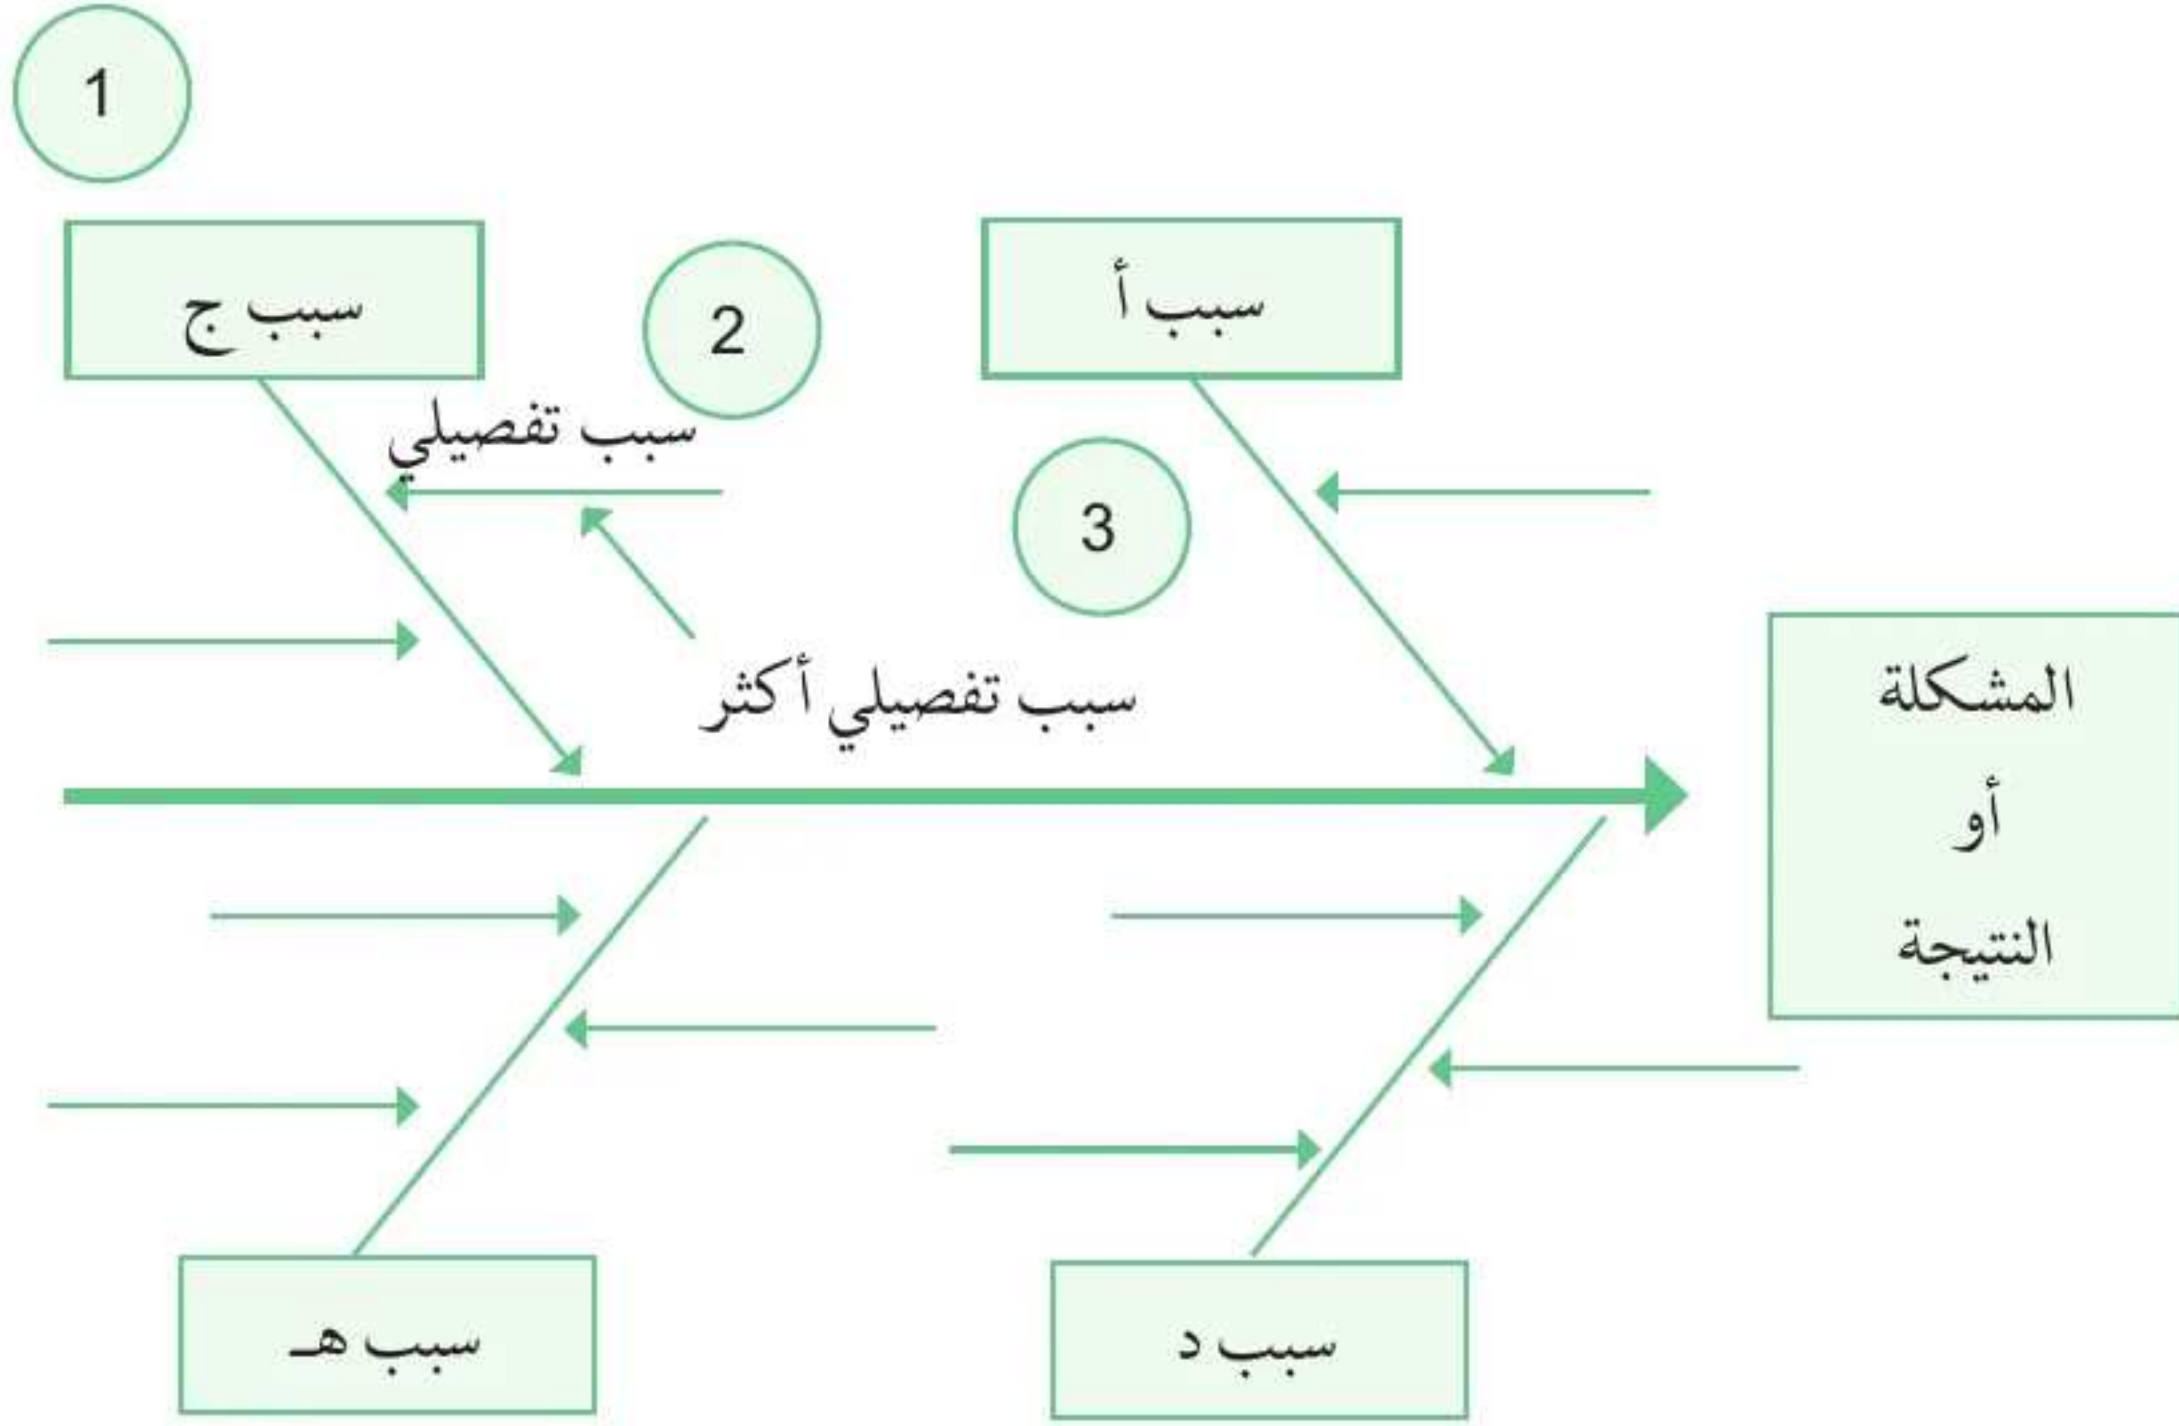 1
سبب أ
سبب ج
2
سبب تفصيلي
3
سبب تفصيلي أكثر
المشكلة
أو
النتيجة
سبب د
سبب هـ